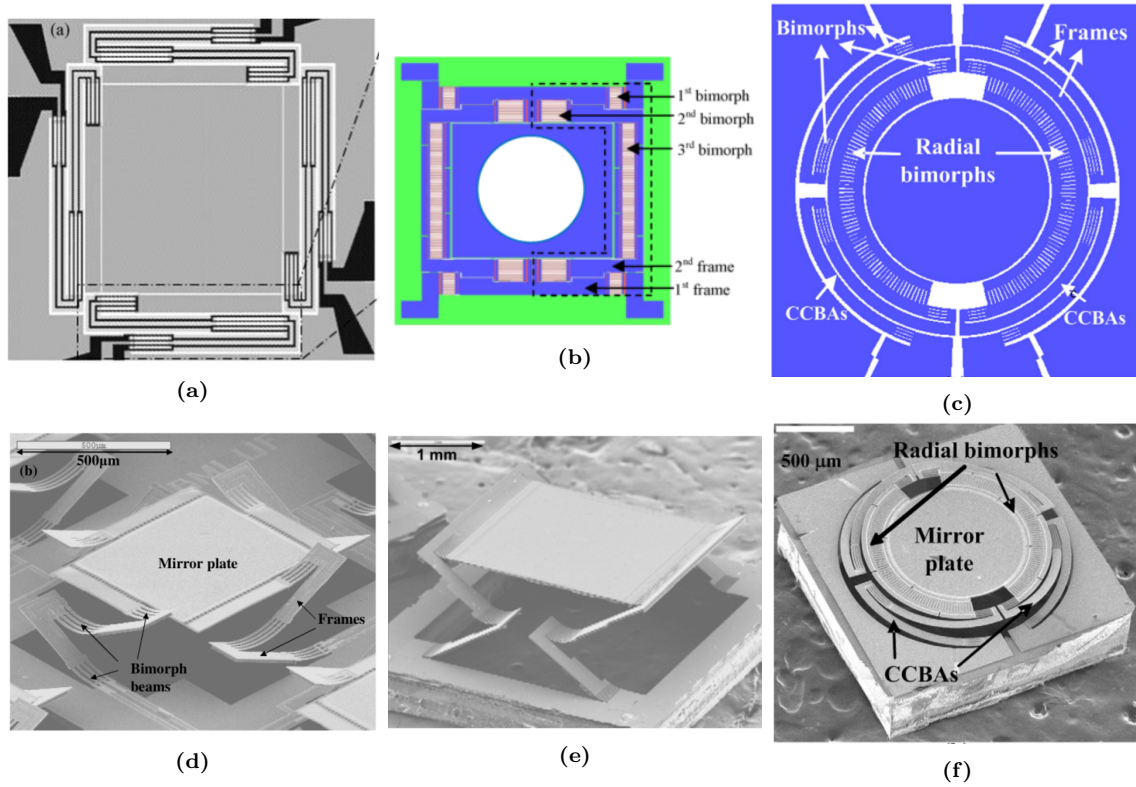 (a)
(a)
1st bimorph
2nd bimorph
3rd bimorph
2nd frame
1st frame
(b)
Bimorphs
Frames
Radial
bimorphs
CCBAs
CCBAs
(c)
500µm
500µm
(b)
Mirror plate
Frames
Bimorph
beams
(d)
1 mm
(e)
500 µm
Radial bimorphs
Mirror
plate
CCBAs
(f)